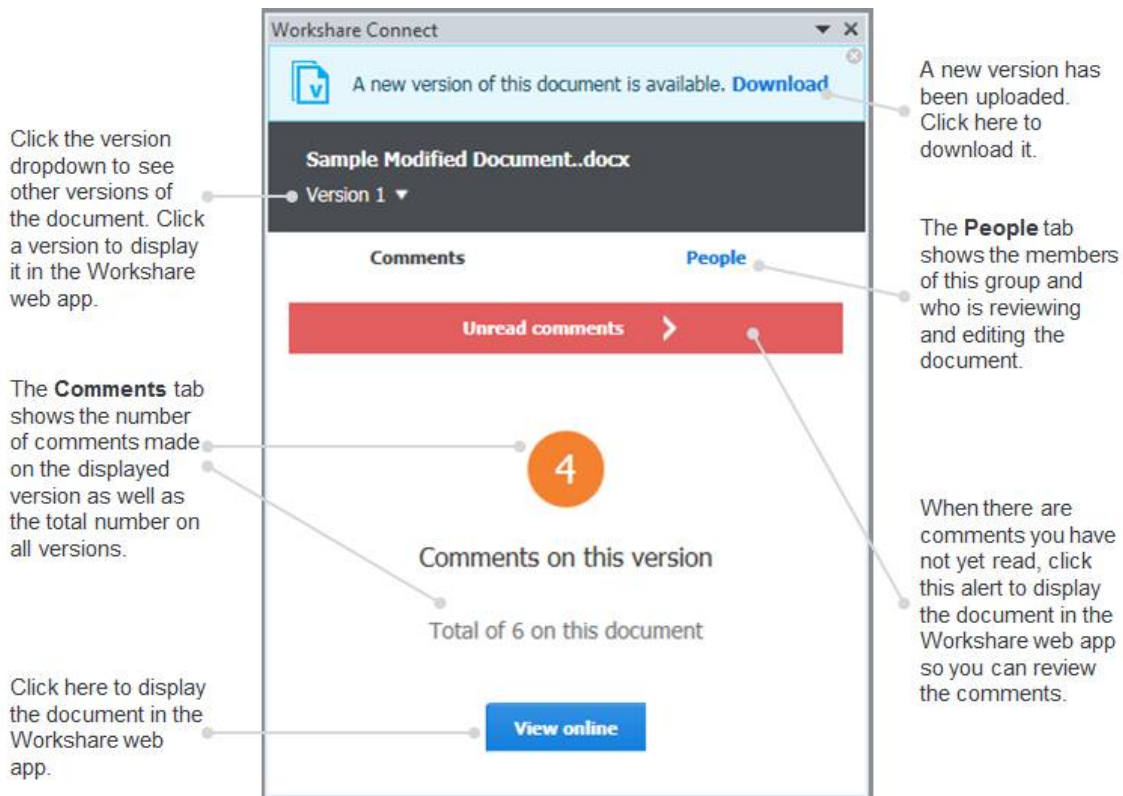 Workshare Connect
A new version of this document is available. Download
Sample Modified Document..docx
Version 1
Comments
People
Unread comments
4
Comments on this version
Total of 6 on this document
View online
Click the version
dropdown to see
other versions of
the document. Click
a version to display
it in the Workshare
web app.
The Comments tab
shows the number
of comments made
on the displayed
version as well as
the total number on
all versions.
Click here to display
the document in the
Workshare web
app.
A new version has
been uploaded.
Click here to
download it.
The People tab
shows the members
of this group and
who is reviewing
and editing the
document.
When there are
comments you have
not yet read, click
this alert to display
the document in the
Workshare web app
so you can review
the comments.